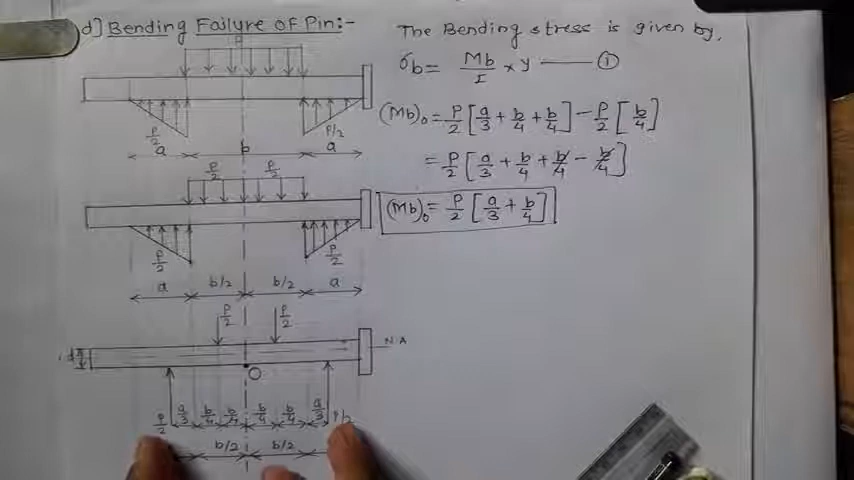 d] Bending Failure of Pin:-
The Bending stress is given by,
σb = Mb/I × y —— ①
(Mb)o = P/2 [a/3 + b/4 + b/4] - P/2 [b/4]
= P/2 [a/3 + b/4 + b/4 - b/4]
(Mb)o = P/2 [a/3 + b/4]
P
P/2 P/2
a b a
P/2 P/2
P/2 P/2
a b/2 b/2 a
P/2 P/2
d N.A
O
P/2 a/3 b/4 b/4 b/4 b/4 a/3
b/2 b/2